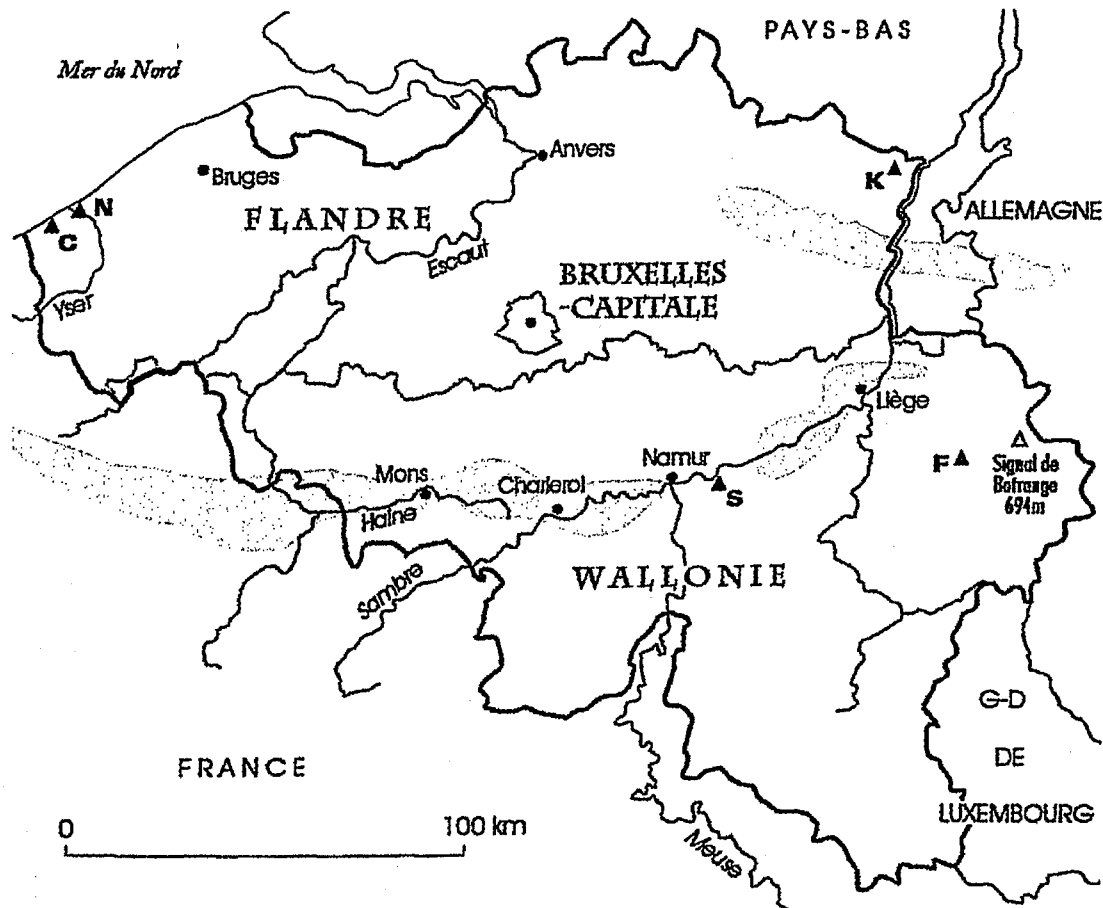 PAYS-BAS
Mer du Nord
Anvers
Bruges
K
N
C
FLANDRE
ALLEMAGNE
Escaut
BRUXELLES
-CAPITALE
Yser
Liège
Namur
F
Signal de
Botrange
694m
Mons
Charleroi
S
Haine
WALLONIE
Sambre
G-D
DE
LUXEMBOURG
FRANCE
0
100 km
Meuse